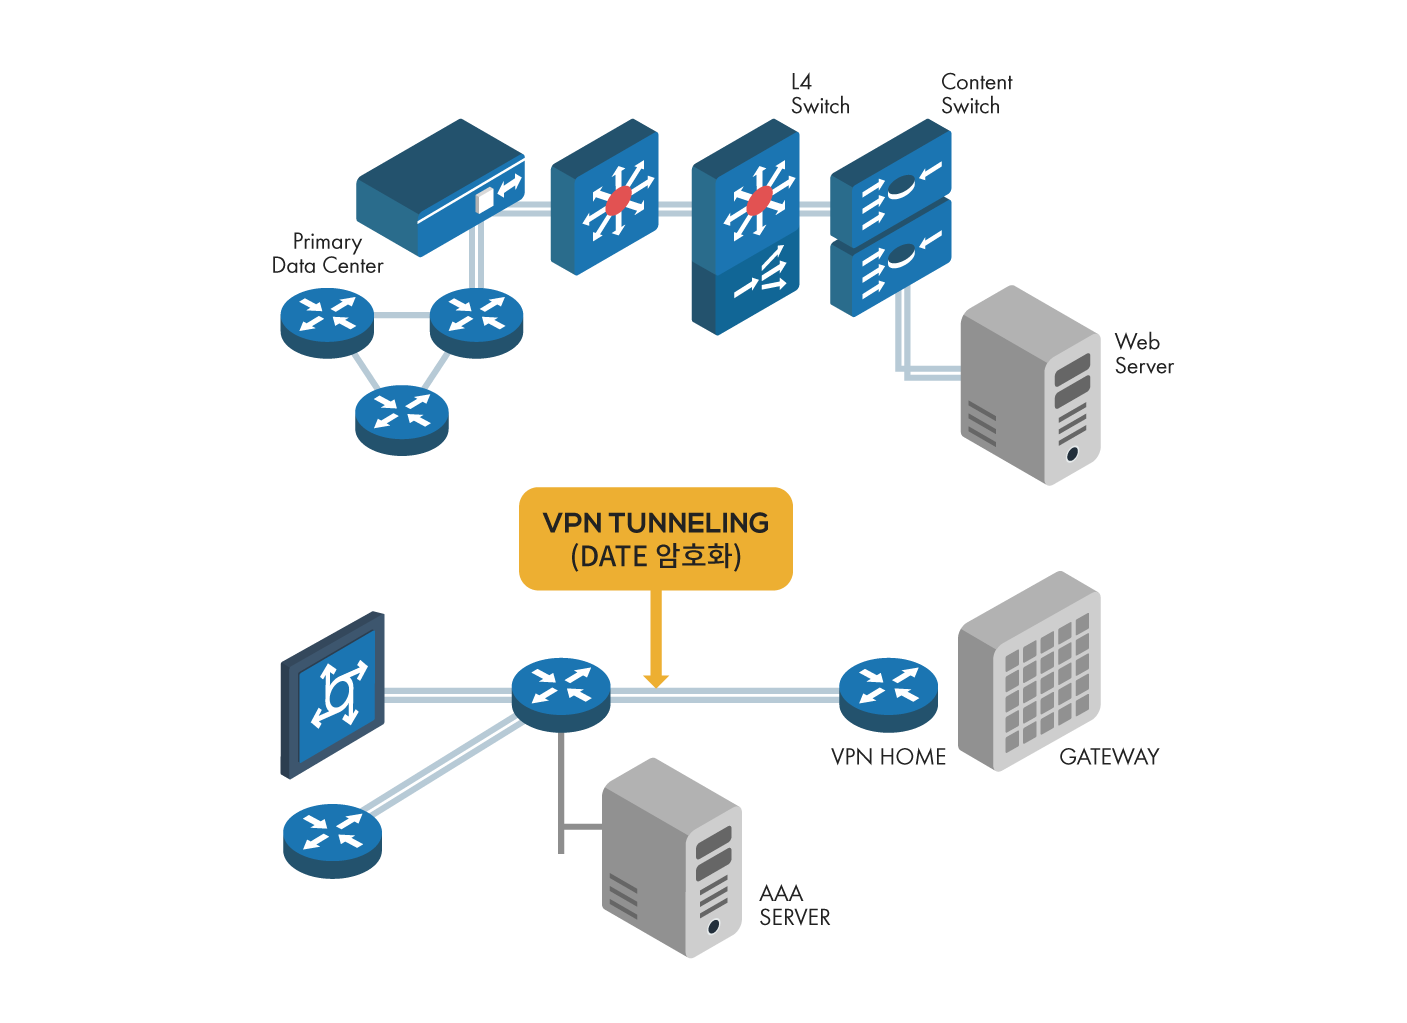 L4
Switch
Content
Switch
Primary
Data Center
Web
Server
VPN TUNNELING
(DATE 암호화)
VPN HOME
GATEWAY
AAA
SERVER